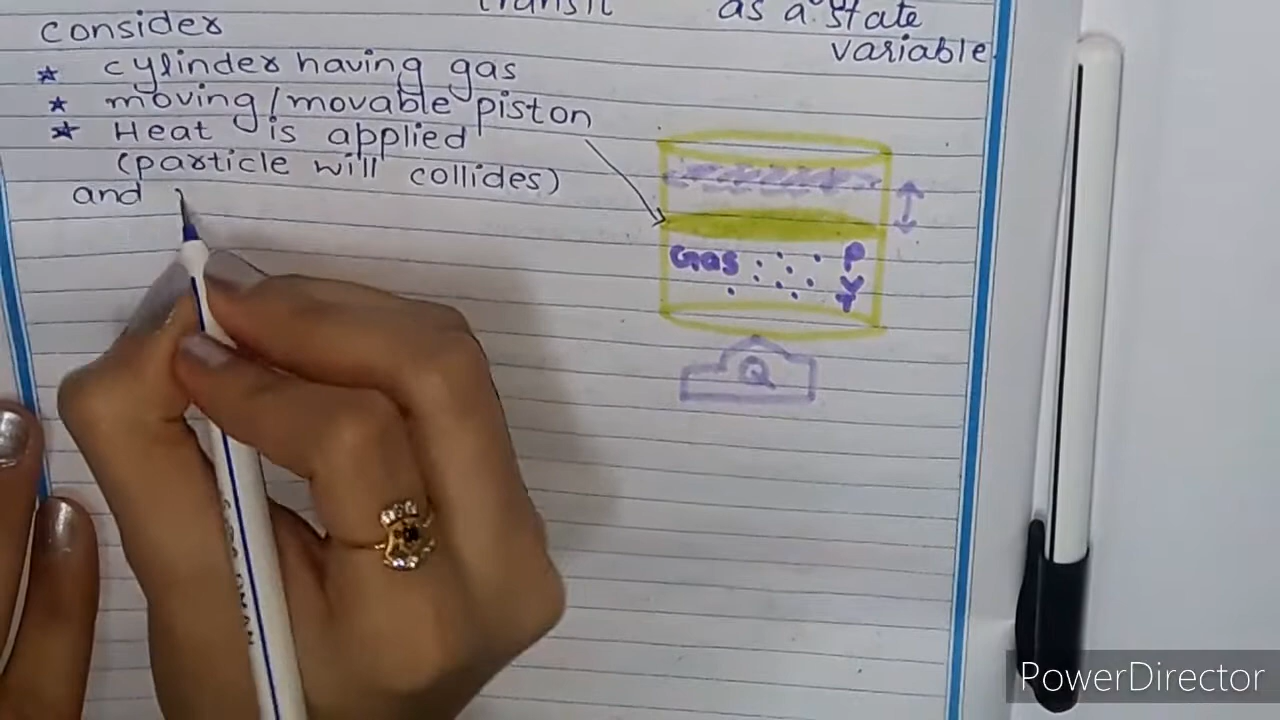 transit as a state
variable
consider
* cylinder having gas
* moving/movable piston
* Heat is applied
(particle will collides)
and
Gas
P
V
T
Q
PowerDirector